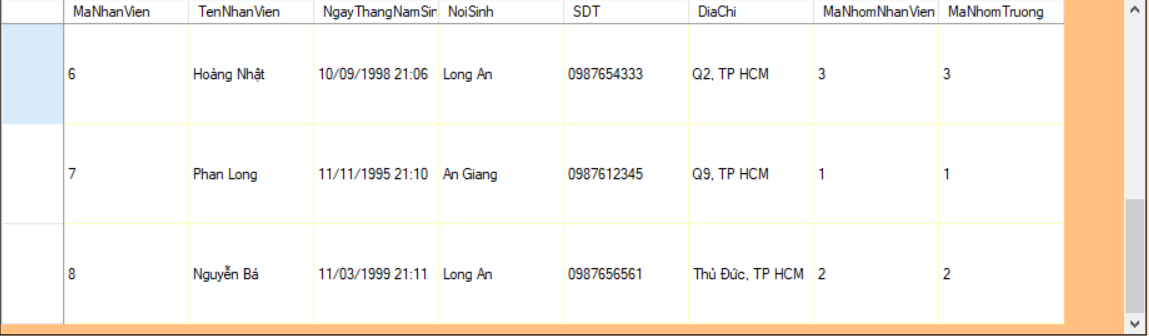 MaNhanVien TenNhanVien NgayThangNamSin NoiSinh SDT DiaChi MaNhomNhanVien MaNhomTruong
6 Hoàng Nhật 10/09/1998 21:06 Long An 0987654333 Q2, TP HCM 3 3
7 Phan Long 11/11/1995 21:10 An Giang 0987612345 Q9, TP HCM 1 1
8 Nguyễn Bá 11/03/1999 21:11 Long An 0987656561 Thủ Đức, TP HCM 2 2